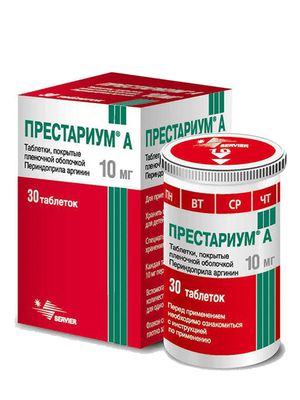 ПРЕСТАРИУМ® А
Таблетки, покрытые
пленочной оболочкой
Периндоприла аргинин
10 мг
30 таблеток
SERVIER
ПН ВТ СР ЧТ
SERVIER
ПРЕСТАРИУМ® А
Таблетки, покрытые
пленочной оболочкой
Периндоприла аргинин
10 мг
30 таблеток
Перед применением
необходимо ознакомиться
с инструкцией
по применению